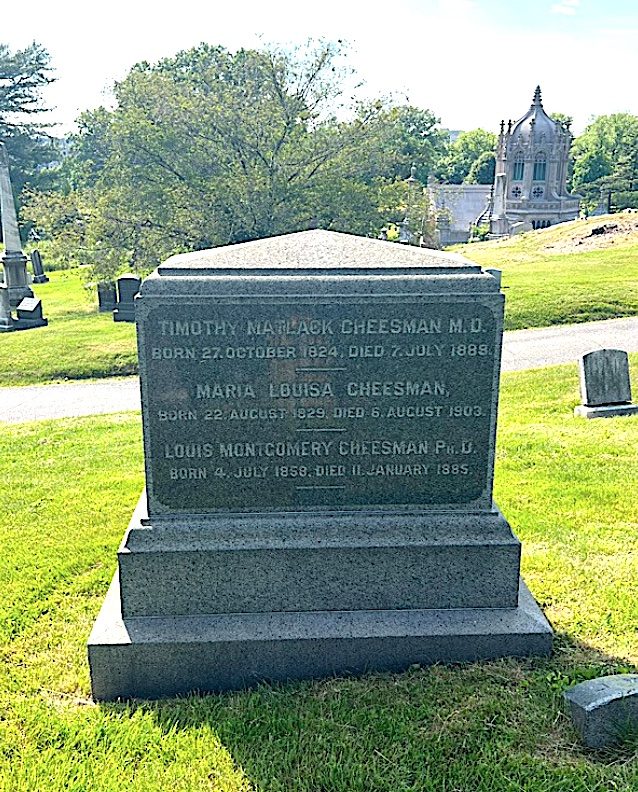 TIMOTHY MATLACK CHEESMAN M.D.
BORN 27. OCTOBER 1824, DIED 7. JULY 1889.
MARIA LOUISA CHEESMAN,
BORN 22. AUGUST 1829, DIED 6. AUGUST 1903.
LOUIS MONTGOMERY CHEESMAN PH.D.
BORN 4. JULY 1858, DIED 11. JANUARY 1885.